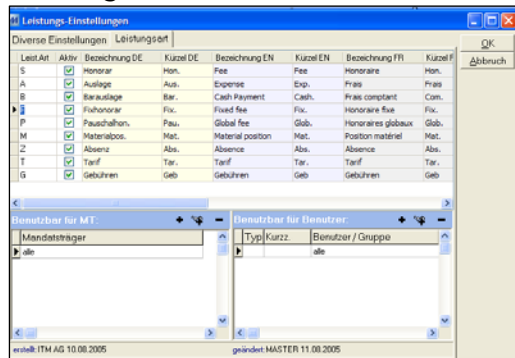 Leistungs-Einstellungen
Diverse Einstellungen Leistungsart
OK
Abbruch
Leist.Art Aktiv Bezeichnung DE Kürzel DE Bezeichnung EN Kürzel EN Bezeichnung FR Kürzel F
S Honorar Hon. Fee Fee Honoraire Hon.
A Auslage Aus. Expense Exp. Frais Frais
B Barauslage Bar. Cash Payment Cash. Frais comptant Com.
Fixhonorar Fix. Fixed fee Fix. Honoraire fixe Fix.
P Pauschalhon. Pau. Global fee Glob. Honoraires globaux Glob.
M Materialpos. Mat. Material position Mat. Position matériel Mat.
Z Absenz Abs. Absence Abs. Absence Abs.
T Tarif Tar. Tarif Tar. Tarif Tar.
G Gebühren Geb Gebühren Geb Gebühren Geb
Benutzbar für MT:
Mandatsträger
alle
Benutzbar für Benutzer:
Typ Kurzz. Benutzer / Gruppe
alle
erstellt: ITM AG 10.08.2005 geändert: MASTER 11.08.2005